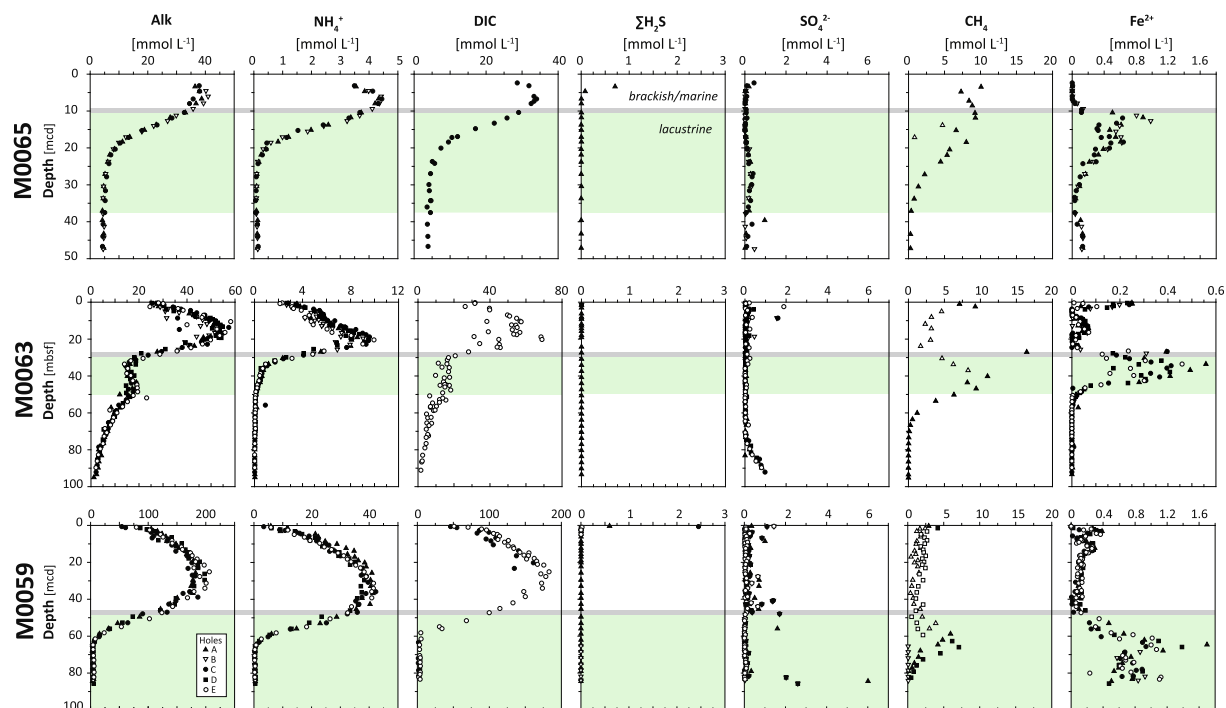 Alk NH₄⁺ DIC ∑H₂S SO₄²⁻ CH₄ Fe²⁺
[mmol L⁻¹] [mmol L⁻¹] [mmol L⁻¹] [mmol L⁻¹] [mmol L⁻¹] [mmol L⁻¹] [mmol L⁻¹]
0 20 40 50 0 1 2 3 4 5 0 20 40 0 1 2 3 0 2 4 6 0 5 10 15 20 0 0.4 0.8 1.2 1.6
M0065
Depth [mcd]
0
10
20
30
40
50
brackish/marine
lacustrine
0 10 20 30 40 50 60 0 4 8 12 0 40 80 0 1 2 3 0 2 4 6 0 5 10 15 20 0 0.2 0.4 0.6
M0063
Depth [mbsf]
0
20
40
60
80
100
0 100 200 0 20 40 0 100 200 0 1 2 3 0 2 4 6 0 5 10 15 20 0 0.4 0.8 1.2 1.6 1.8
M0059
Depth [mcd]
0
20
40
60
80
100
Holes
A
B
C
D
E